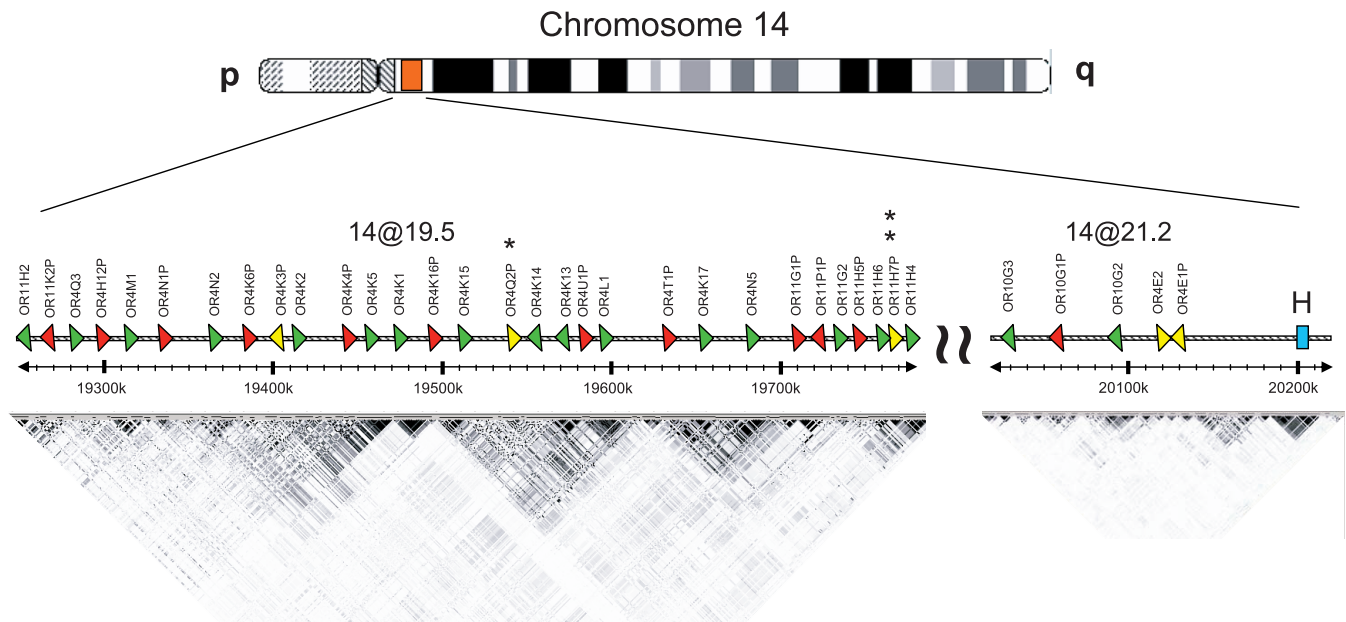 Chromosome 14
p
q
14@19.5
14@21.2
*
*
*
OR11H2
OR11K2P
OR4Q3
OR4H12P
OR4M1
OR4N1P
OR4N2
OR4K6P
OR4K3P
OR4K2
OR4K4P
OR4K5
OR4K1
OR4K16P
OR4K15
OR4Q2P
OR4K14
OR4K13
OR4U1P
OR4L1
OR4T1P
OR4K17
OR4N5
OR11G1P
OR11P1P
OR11G2
OR11H5P
OR11H6
OR11H7P
OR11H4
OR10G3
OR10G1P
OR10G2
OR4E2
OR4E1P
H
19300k
19400k
19500k
19600k
19700k
20100k
20200k